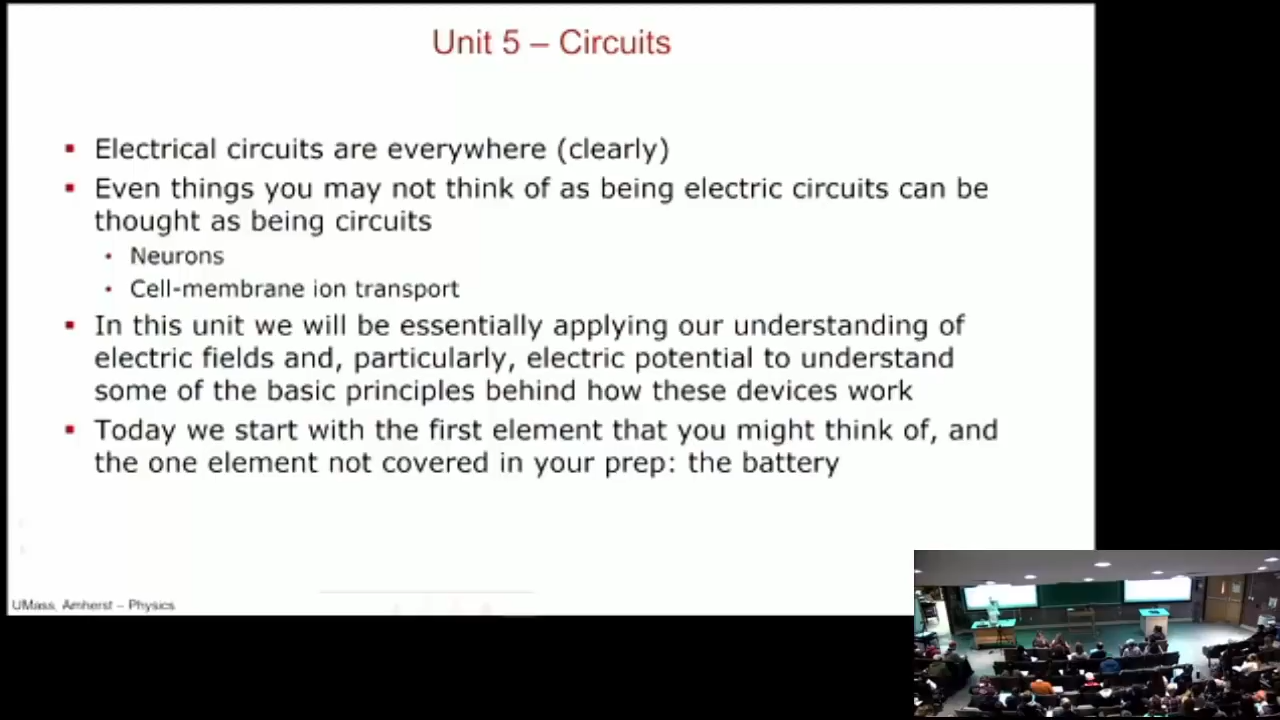 Unit 5 – Circuits
▪ Electrical circuits are everywhere (clearly)
▪ Even things you may not think of as being electric circuits can be
thought as being circuits
• Neurons
• Cell-membrane ion transport
▪ In this unit we will be essentially applying our understanding of
electric fields and, particularly, electric potential to understand
some of the basic principles behind how these devices work
▪ Today we start with the first element that you might think of, and
the one element not covered in your prep: the battery
UMass, Amherst – Physics